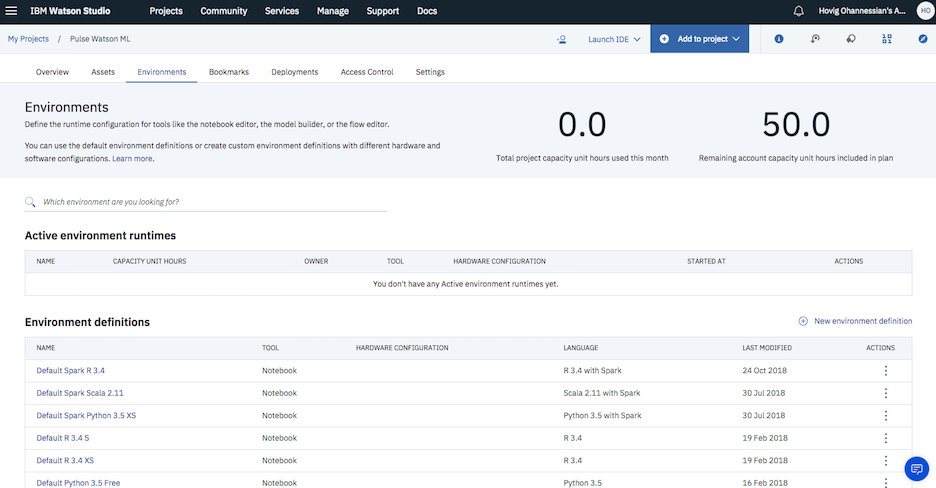 IBM Watson Studio Projects Community Services Manage Support Docs Hovig Ohannessian's A... HO
My Projects / Pulse Watson ML Launch IDE Add to project
Overview Assets Environments Bookmarks Deployments Access Control Settings
Environments
Define the runtime configuration for tools like the notebook editor, the model builder, or the flow editor.
You can use the default environment definitions or create custom environment definitions with different hardware and
software configurations. Learn more.
0.0 50.0
Total project capacity unit hours used this month Remaining account capacity unit hours included in plan
Which environment are you looking for?
Active environment runtimes
NAME CAPACITY UNIT HOURS OWNER TOOL HARDWARE CONFIGURATION STARTED AT ACTIONS
You don't have any Active environment runtimes yet.
Environment definitions New environment definition
NAME TOOL HARDWARE CONFIGURATION LANGUAGE LAST MODIFIED ACTIONS
Default Spark R 3.4 Notebook R 3.4 with Spark 24 Oct 2018
Default Spark Scala 2.11 Notebook Scala 2.11 with Spark 30 Jul 2018
Default Spark Python 3.5 XS Notebook Python 3.5 with Spark 30 Jul 2018
Default R 3.4 S Notebook R 3.4 19 Feb 2018
Default R 3.4 XS Notebook R 3.4 19 Feb 2018
Default Python 3.5 Free Notebook Python 3.5 16 Feb 2018